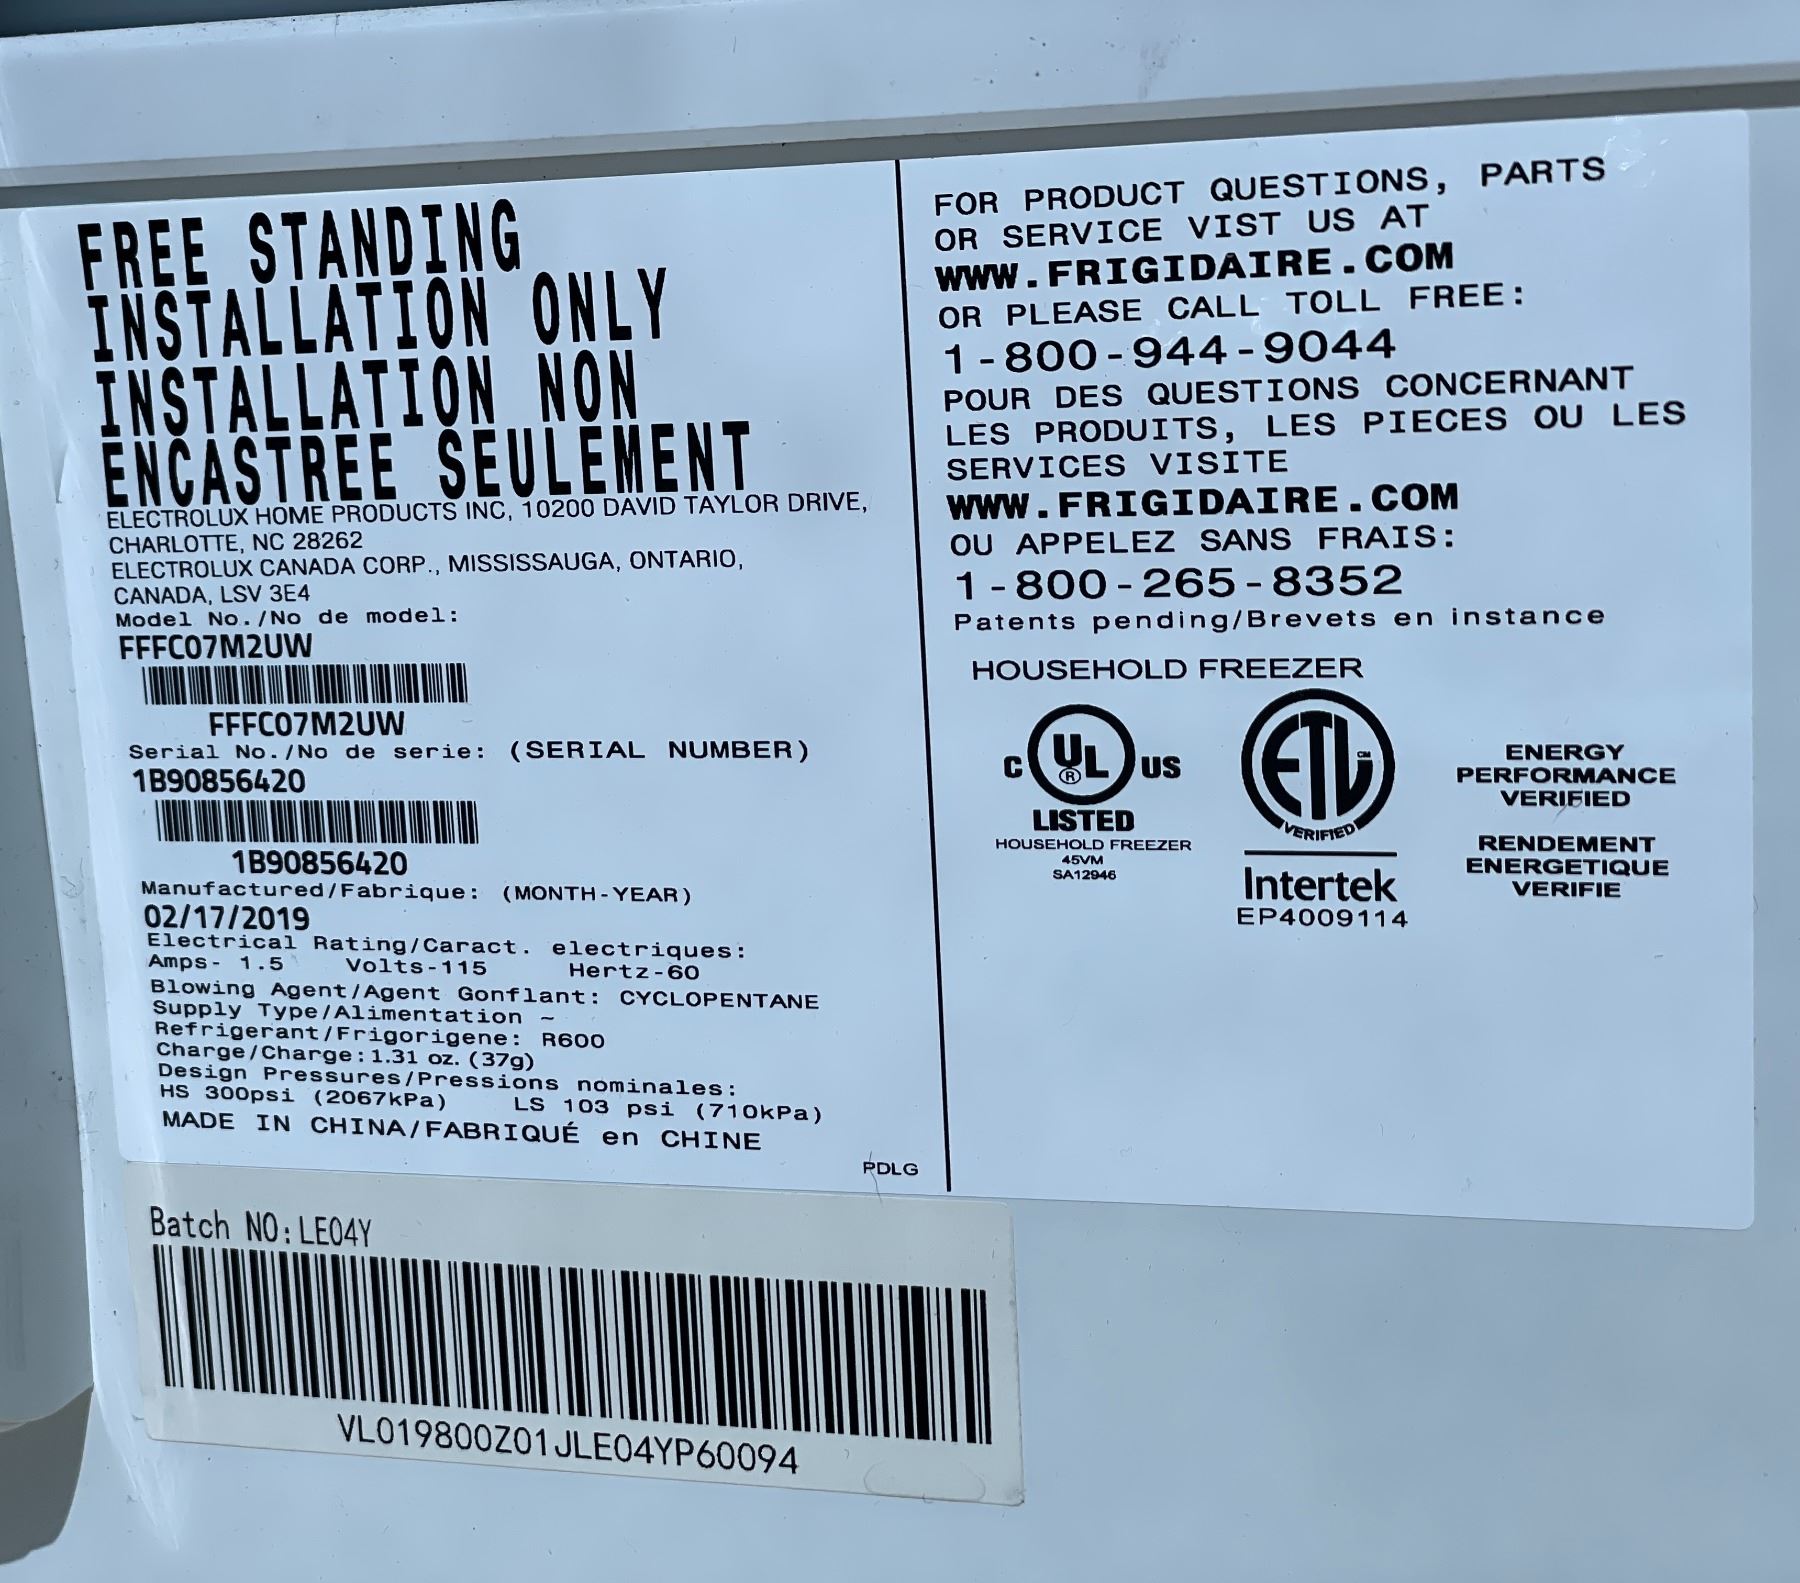 FREE STANDING
INSTALLATION ONLY
INSTALLATION NON
ENCASTREE SEULEMENT
ELECTROLUX HOME PRODUCTS INC, 10200 DAVID TAYLOR DRIVE,
CHARLOTTE, NC 28262
ELECTROLUX CANADA CORP., MISSISSAUGA, ONTARIO,
CANADA, LSV 3E4
Model No./No de model:
FFFC07M2UW
FFFC07M2UW
Serial No./No de serie: (SERIAL NUMBER)
1B90856420
1B90856420
Manufactured/Fabrique: (MONTH-YEAR)
02/17/2019
Electrical Rating/Caract. electriques:
Amps- 1.5 Volts-115 Hertz-60
Blowing Agent/Agent Gonflant: CYCLOPENTANE
Supply Type/Alimentation ~
Refrigerant/Frigorigene: R600
Charge/Charge:1.31 oz. (37g)
Design Pressures/Pressions nominales:
HS 300psi (2067kPa) LS 103 psi (710kPa)
MADE IN CHINA/FABRIQUÉ en CHINE
PDLG
FOR PRODUCT QUESTIONS, PARTS
OR SERVICE VIST US AT
WWW.FRIGIDAIRE.COM
OR PLEASE CALL TOLL FREE:
1-800-944-9044
POUR DES QUESTIONS CONCERNANT
LES PRODUITS, LES PIECES OU LES
SERVICES VISITE
WWW.FRIGIDAIRE.COM
OU APPELEZ SANS FRAIS:
1-800-265-8352
Patents pending/Brevets en instance
HOUSEHOLD FREEZER
C UL ® US
LISTED
HOUSEHOLD FREEZER
45VM
SA12946
ETL CM
VERIFIED
Intertek
EP4009114
ENERGY
PERFORMANCE
VERIFIED
RENDEMENT
ENERGETIQUE
VERIFIE
Batch NO:LE04Y
VL019800Z01JLE04YP60094